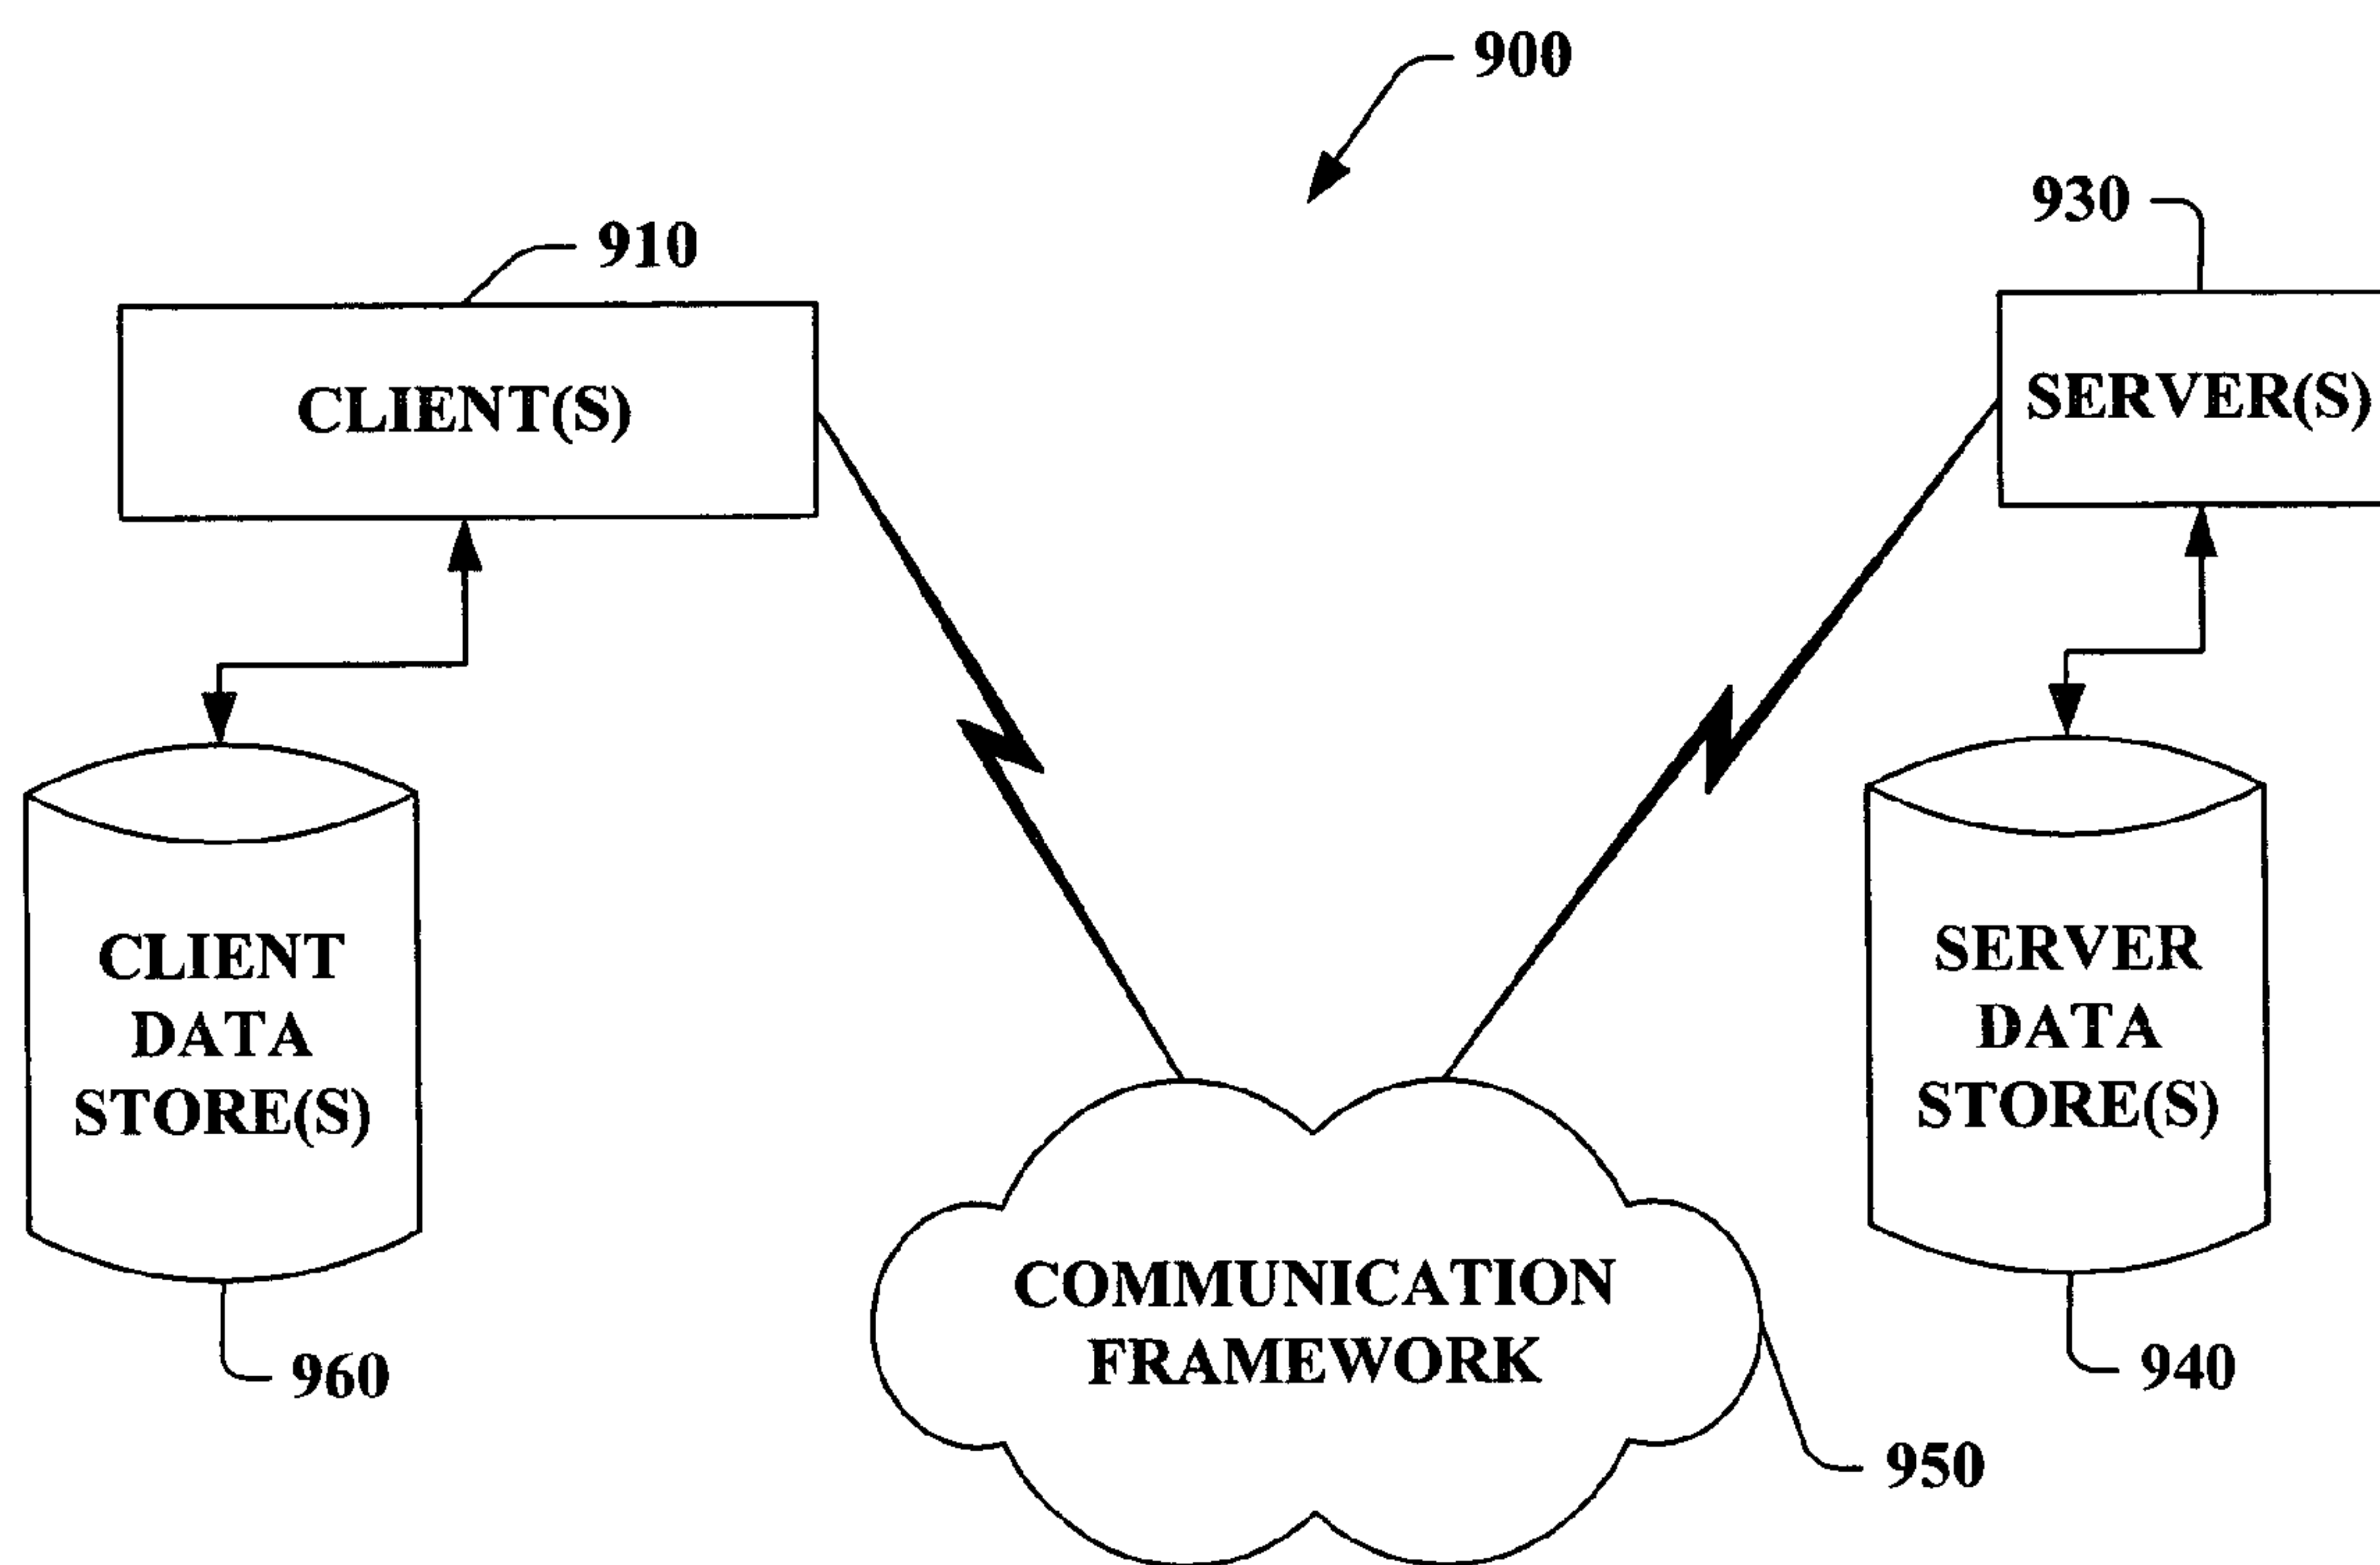 900
910
930
CLIENT(S)
SERVER(S)
CLIENT
DATA
STORE(S)
SERVER
DATA
STORE(S)
COMMUNICATION
FRAMEWORK
960
940
950